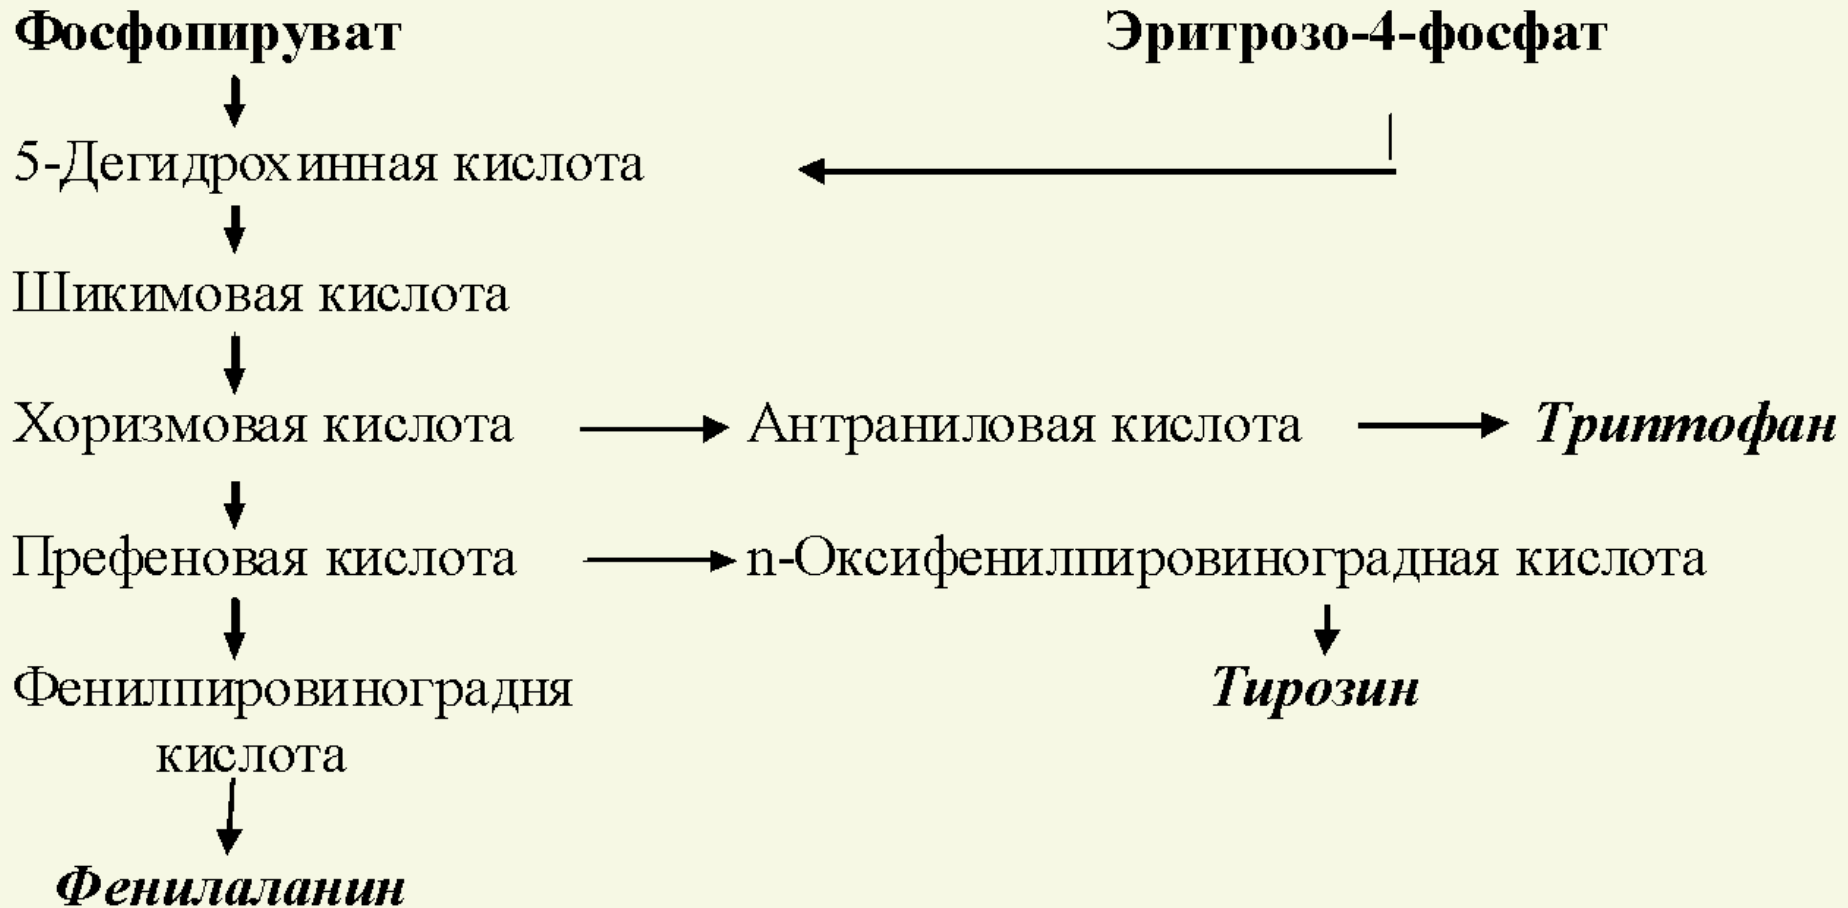 Фосфопируват
Эритрозо-4-фосфат
5-Дегидрохинная кислота
Шикимовая кислота
Хоризмовая кислота
Антраниловая кислота
Триптофан
Префеновая кислота
n-Оксифенилпировиноградная кислота
Фенилпировиноградня
кислота
Тирозин
Фенилаланин